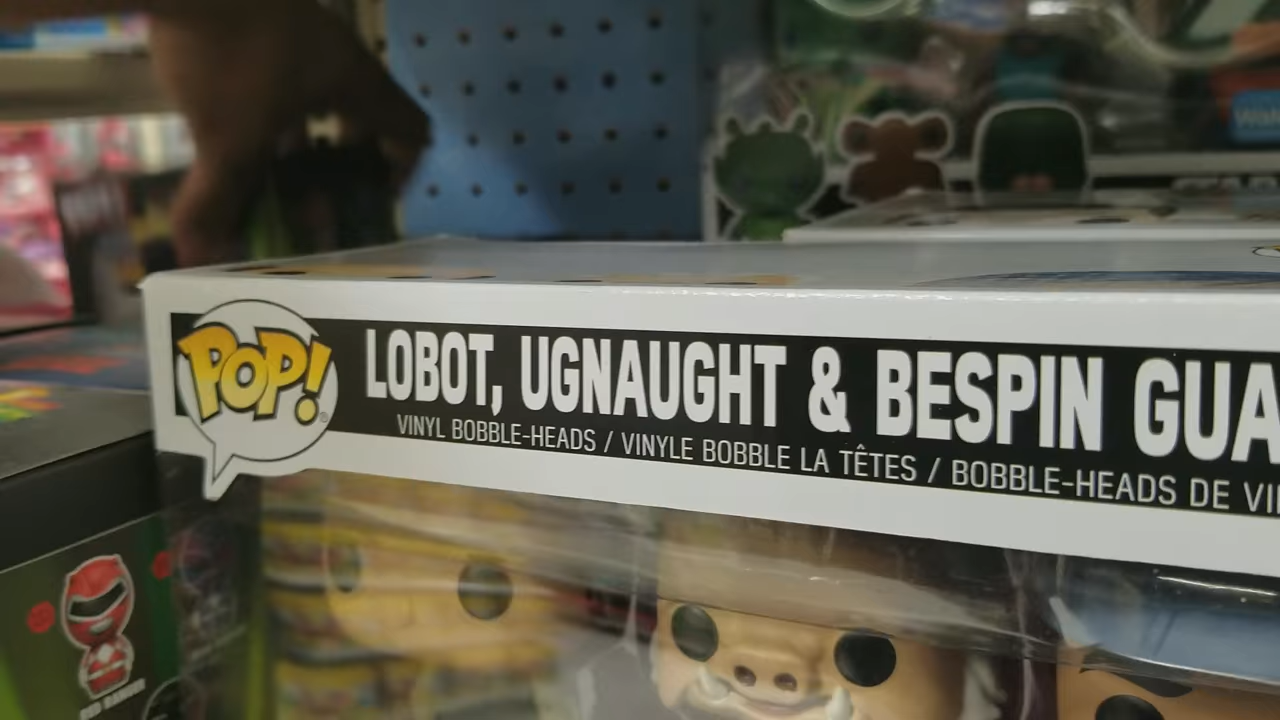 POP!
LOBOT, UGNAUGHT & BESPIN GUA
VINYL BOBBLE-HEADS / VINYLE BOBBLE LA TÊTES / BOBBLE-HEADS DE VI